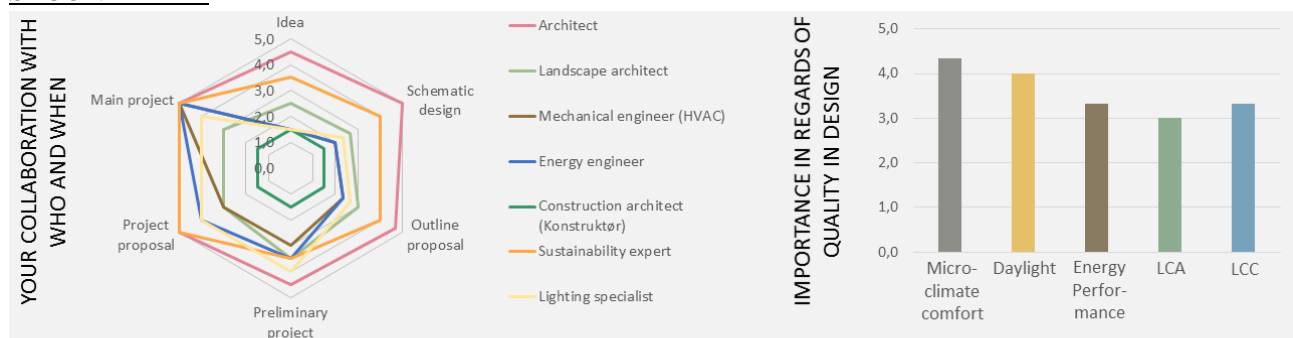 YOUR COLLABORATION WITH
WHO AND WHEN
Idea
5,0
4,0
3,0
2,0
1,0
0,0
Schematic
design
Outline
proposal
Preliminary
project
Project
proposal
Main project
Architect
Landscape architect
Mechanical engineer (HVAC)
Energy engineer
Construction architect
(Konstruktør)
Sustainability expert
Lighting specialist
IMPORTANCE IN REGARDS OF
QUALITY IN DESIGN
5,0
4,0
3,0
2,0
1,0
0,0
Micro-
climate
comfort
Daylight
Energy
Perfor-
mance
LCA
LCC